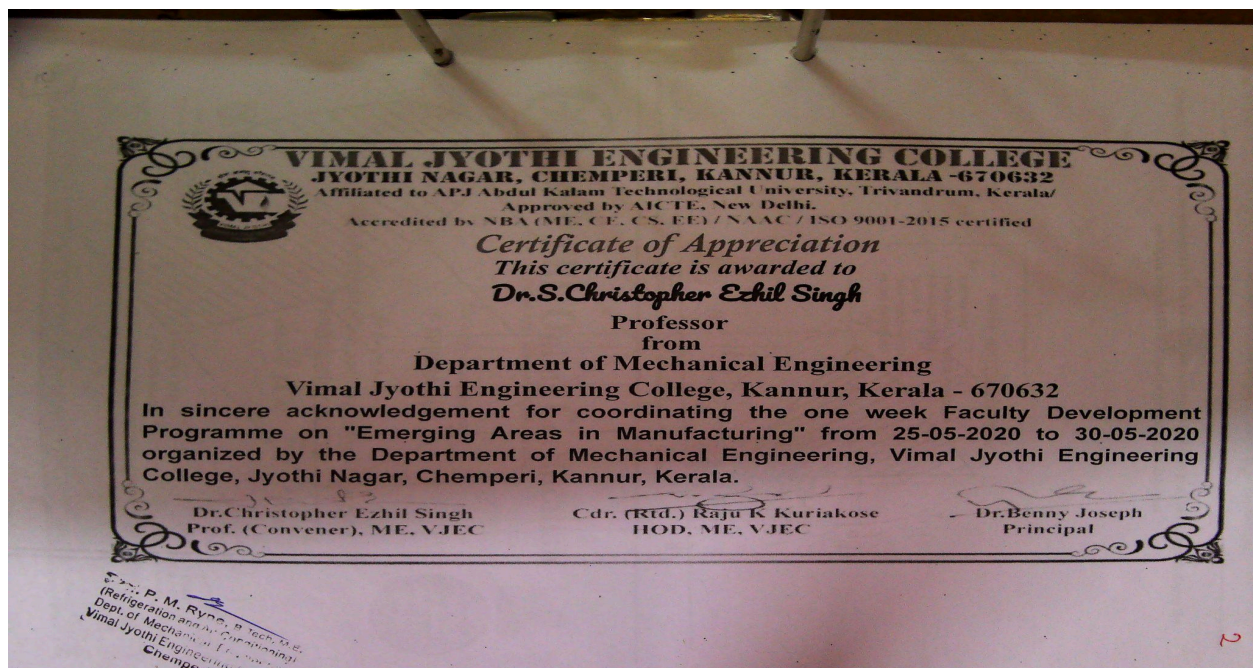 VIMAL JYOTHI ENGINEERING COLLEGE
JYOTHI NAGAR, CHEMPERI, KANNUR, KERALA -670632
Affiliated to APJ Abdul Kalam Technological University, Trivandrum, Kerala/
Approved by AICTE, New Delhi.
Accredited by NBA (ME, CE, CS, EE) / NAAC / ISO 9001-2015 certified
Certificate of Appreciation
This certificate is awarded to
Dr.S.Christopher Ezhil Singh
Professor
from
Department of Mechanical Engineering
Vimal Jyothi Engineering College, Kannur, Kerala - 670632
In sincere acknowledgement for coordinating the one week Faculty Development
Programme on "Emerging Areas in Manufacturing" from 25-05-2020 to 30-05-2020
organized by the Department of Mechanical Engineering, Vimal Jyothi Engineering
College, Jyothi Nagar, Chemperi, Kannur, Kerala.
Dr.Christopher Ezhil Singh
Prof. (Convener), ME, VJEC
Cdr. (Rtd.) Raju K Kuriakose
HOD, ME, VJEC
Dr.Benny Joseph
Principal
P. M. B.Tech, M.E.
(Refrigeration and Air Conditioning)
Dept. of
Vimal Jyothi
2